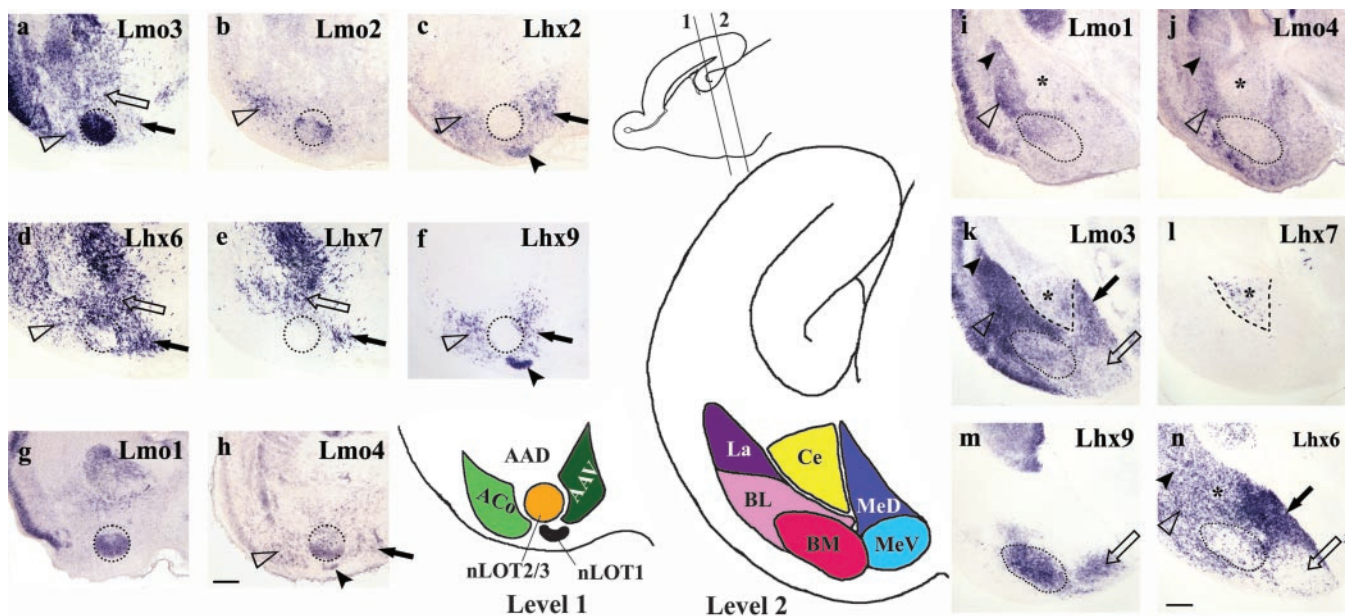 a Lmo3
b Lmo2
c Lhx2
1 2
i Lmo1
j Lmo4
d Lhx6
e Lhx7
f Lhx9
k Lmo3
*
l Lhx7
*
*
*
g Lmo1
h Lmo4
AAD
ACo
AAV
nLOT2/3
nLOT1
Level 1
La
Ce
BL
MeD
BM
MeV
Level 2
m Lhx9
n Lhx6
*